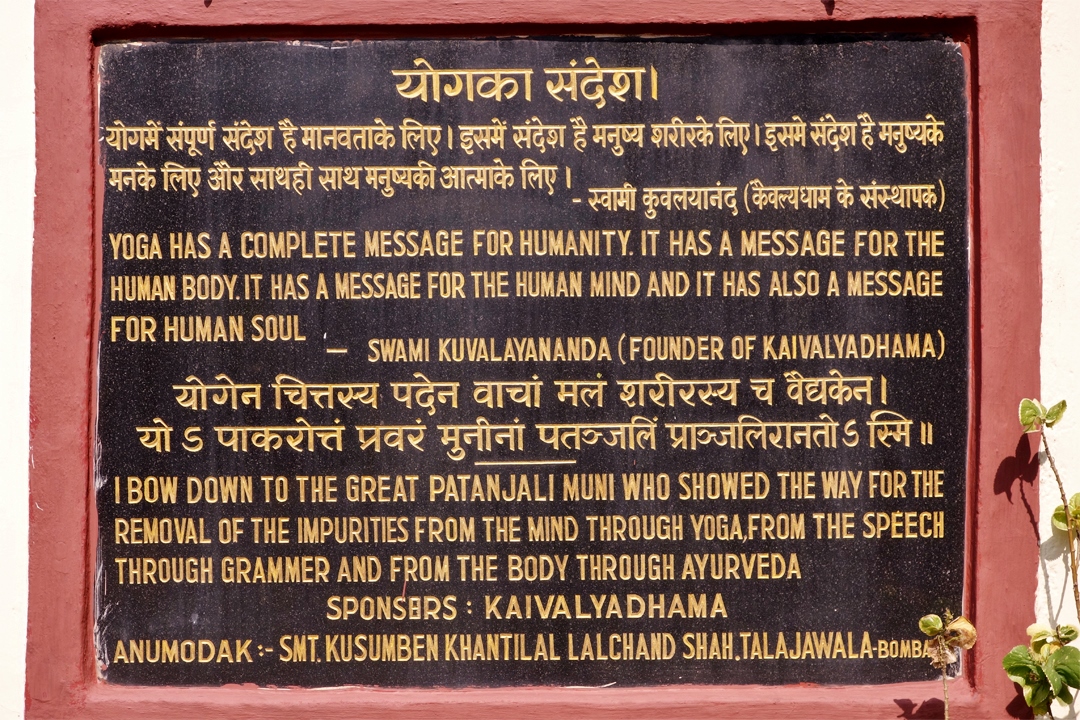 योगका संदेश।
योगमें संपूर्ण संदेश है मानवताके लिए। इसमें संदेश है मनुष्य शरीरके लिए। इसमे संदेश है मनुष्यके
मनके लिए और साथही साथ मनुष्यकी आत्माके लिए।
- स्वामी कुवलयानंद (कैवल्यधाम के संस्थापक)
YOGA HAS A COMPLETE MESSAGE FOR HUMANITY. IT HAS A MESSAGE FOR THE
HUMAN BODY. IT HAS A MESSAGE FOR THE HUMAN MIND AND IT HAS ALSO A MESSAGE
FOR HUMAN SOUL
— SWAMI KUVALAYANANDA (FOUNDER OF KAIVALYADHAMA)
योगेन चित्तस्य पदेन वाचां मलं शरीरस्य च वैद्यकेन।
यो ऽ पाकरोत्तं प्रवरं मुनीनां पतञ्जलिं प्राञ्जलिरानतोऽ स्मि॥
I BOW DOWN TO THE GREAT PATANJALI MUNI WHO SHOWED THE WAY FOR THE
REMOVAL OF THE IMPURITIES FROM THE MIND THROUGH YOGA, FROM THE SPEECH
THROUGH GRAMMER AND FROM THE BODY THROUGH AYURVEDA
SPONSORS : KAIVALYADHAMA
ANUMODAK :- SMT. KUSUMBEN KHANTILAL LALCHAND SHAH. TALAJAWALA-BOMBA